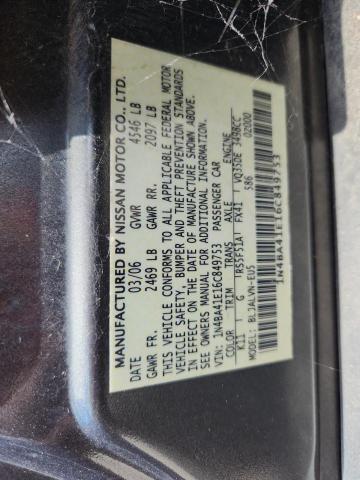 MANUFACTURED BY NISSAN MOTOR CO., LTD.
DATE 03/06 GVWR 4546 LB
GAWR FR. 2469 LB GAWR RR. 2097 LB
THIS VEHICLE CONFORMS TO ALL APPLICABLE FEDERAL MOTOR
VEHICLE SAFETY, BUMPER AND THEFT PREVENTION STANDARDS
IN EFFECT ON THE DATE OF MANUFACTURE SHOWN ABOVE.
SEE OWNERS MANUAL FOR ADDITIONAL INFORMATION.
VIN: 1N4BA41E16C849753 PASSENGER CAR
COLOR TRIM TRANS AXLE ENGINE
K11 G RS5F51A FX41 VQ35DE 3498CC
586 02000
MODEL: BLJALVN-EU5
1N4BA41E16C849753